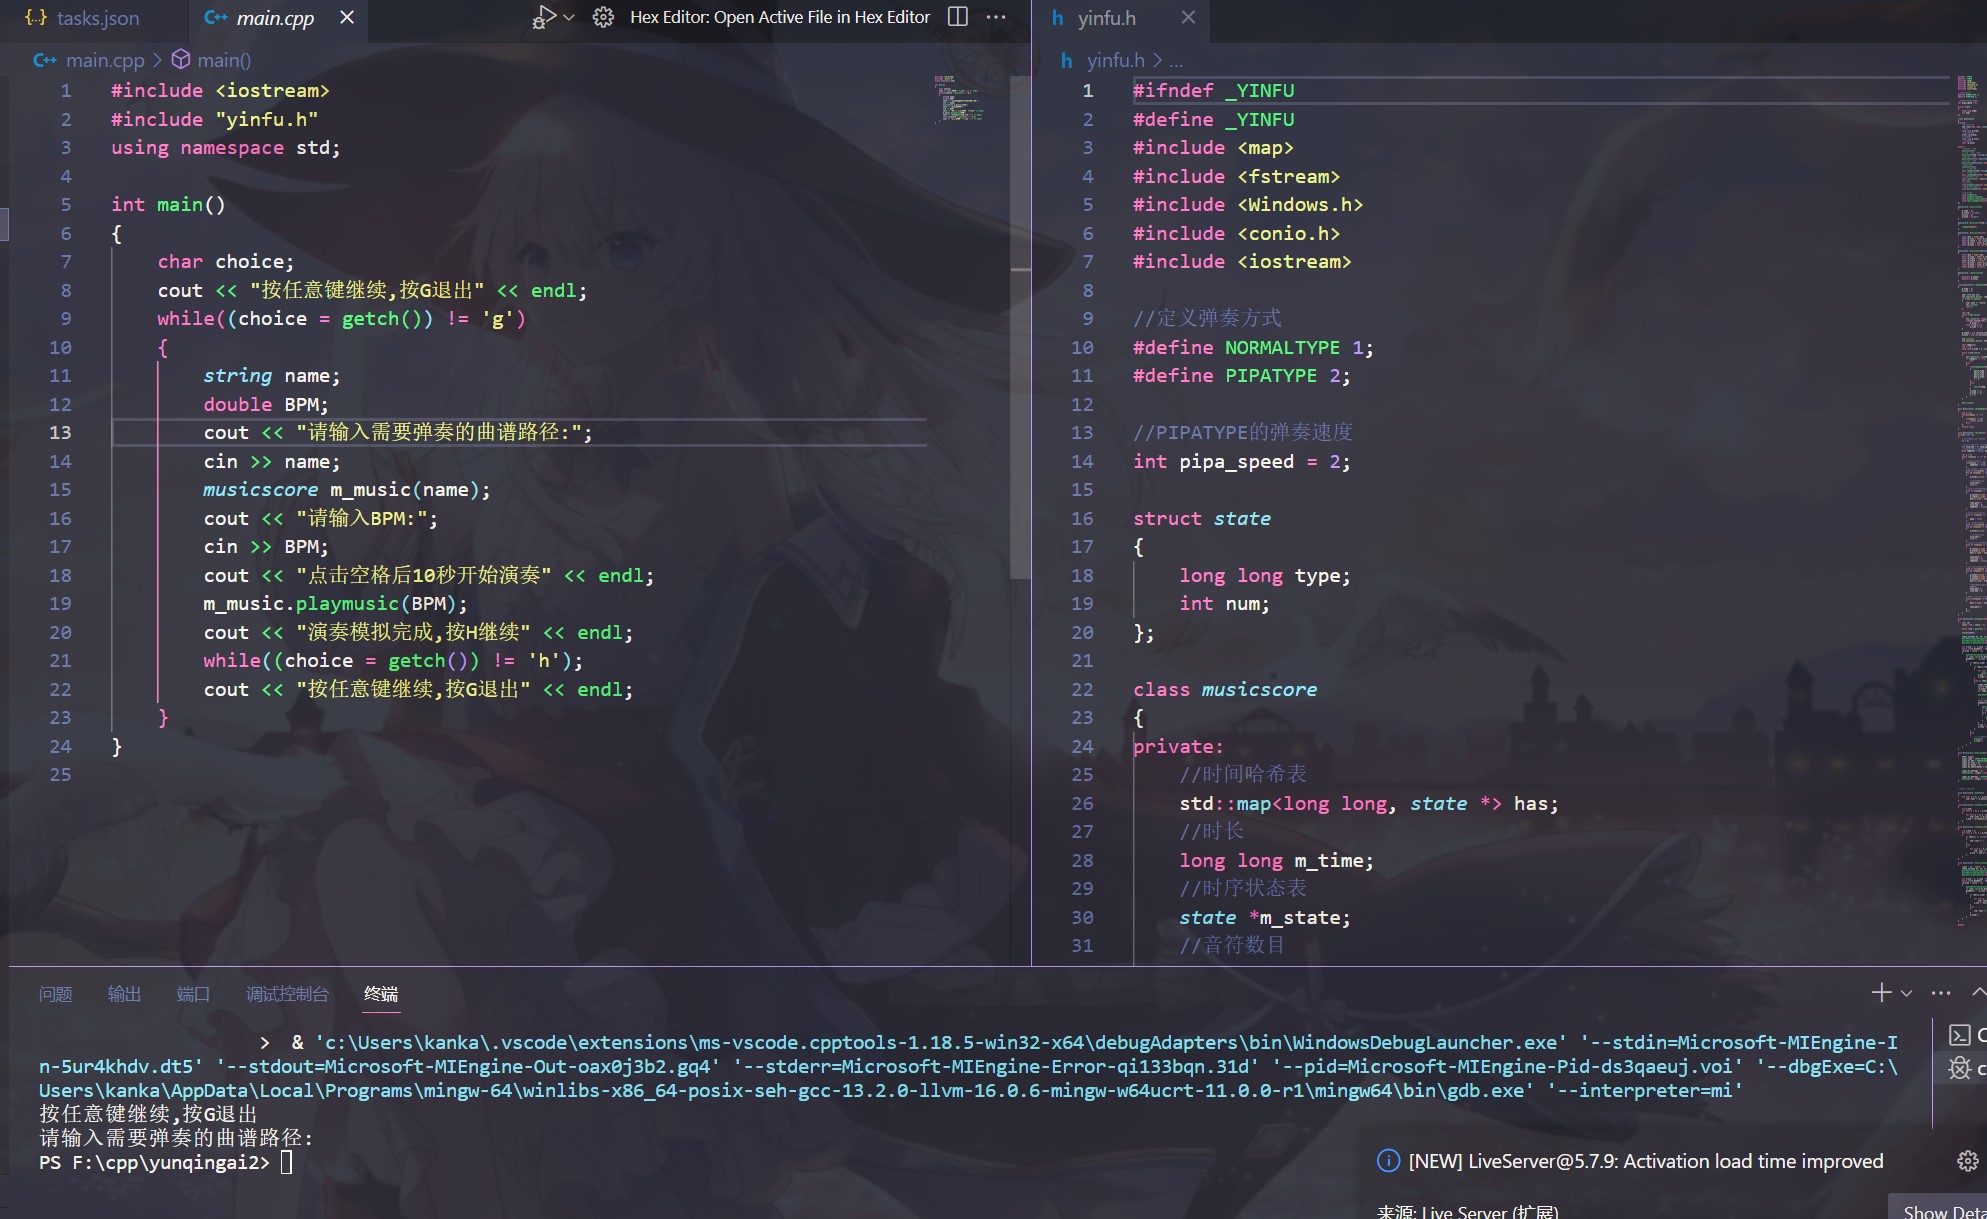 tasks.json
main.cpp
Hex Editor: Open Active File in Hex Editor
main.cpp > main()
1 #include <iostream>
2 #include "yinfu.h"
3 using namespace std;
4
5 int main()
6 {
7 char choice;
8 cout << "按任意键继续,按G退出" << endl;
9 while((choice = getch()) != 'g')
10 {
11 string name;
12 double BPM;
13 cout << "请输入需要弹奏的曲谱路径:";
14 cin >> name;
15 musicscore m_music(name);
16 cout << "请输入BPM:";
17 cin >> BPM;
18 cout << "点击空格后10秒开始演奏" << endl;
19 m_music.playmusic(BPM);
20 cout << "演奏模拟完成,按H继续" << endl;
21 while((choice = getch()) != 'h');
22 cout << "按任意键继续,按G退出" << endl;
23 }
24 }
25
yinfu.h
yinfu.h > ...
1 #ifndef _YINFU
2 #define _YINFU
3 #include <map>
4 #include <fstream>
5 #include <Windows.h>
6 #include <conio.h>
7 #include <iostream>
8
9 //定义弹奏方式
10 #define NORMALTYPE 1;
11 #define PIPATYPE 2;
12
13 //PIPATYPE的弹奏速度
14 int pipa_speed = 2;
15
16 struct state
17 {
18 long long type;
19 int num;
20 };
21
22 class musicscore
23 {
24 private:
25 //时间哈希表
26 std::map<long long, state *> has;
27 //时长
28 long long m_time;
29 //时序状态表
30 state *m_state;
31 //音符数目
问题 输出 端口 调试控制台 终端
> & 'c:\Users\kanka\.vscode\extensions\ms-vscode.cpptools-1.18.5-win32-x64\debugAdapters\bin\WindowsDebugLauncher.exe' '--stdin=Microsoft-MIEngine-I
n-5ur4khdv.dt5' '--stdout=Microsoft-MIEngine-Out-oax0j3b2.gq4' '--stderr=Microsoft-MIEngine-Error-qi133bqn.31d' '--pid=Microsoft-MIEngine-Pid-ds3qaeuj.voi' '--dbgExe=C:\
Users\kanka\AppData\Local\Programs\mingw-64\winlibs-x86_64-posix-seh-gcc-13.2.0-llvm-16.0.6-mingw-w64ucrt-11.0.0-r1\mingw64\bin\gdb.exe' '--interpreter=mi'
按任意键继续,按G退出
请输入需要弹奏的曲谱路径:
PS F:\cpp\yunqingai2>
[NEW] LiveServer@5.7.9: Activation load time improved
来源: Live Server (扩展)
Show Deta